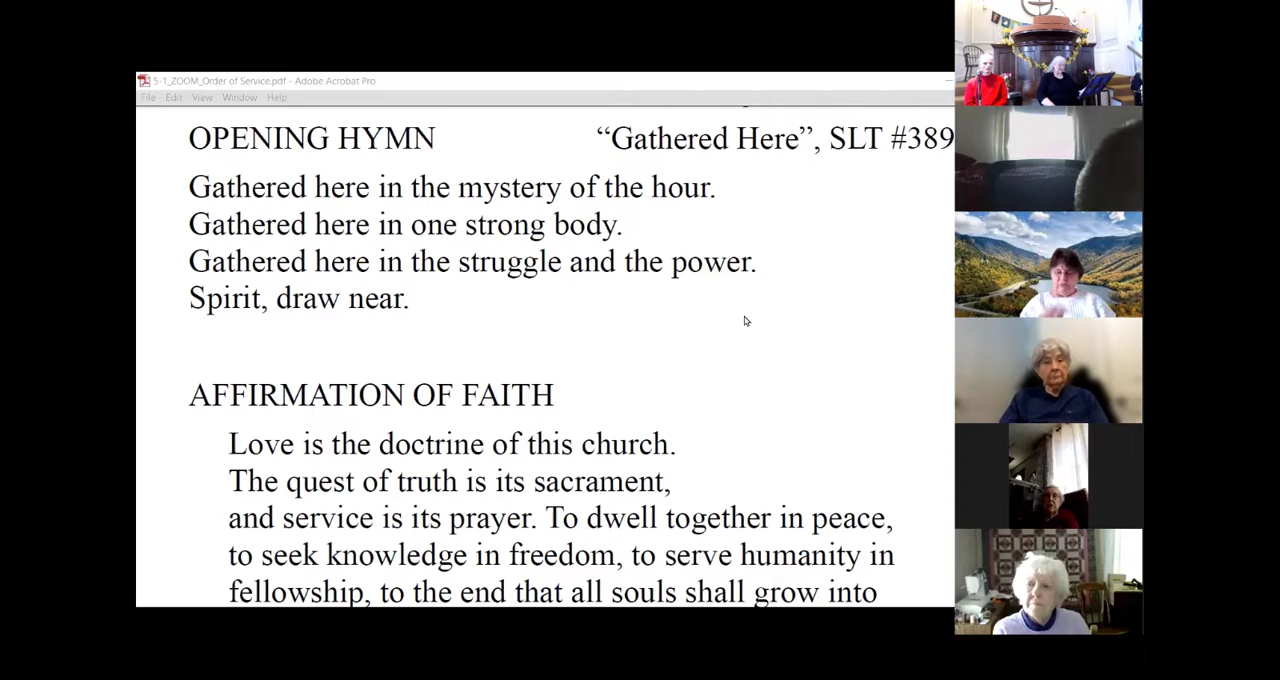 5-1_ZOOM_Order of Service.pdf - Adobe Acrobat Pro
File Edit View Window Help
OPENING HYMN “Gathered Here”, SLT #389
Gathered here in the mystery of the hour.
Gathered here in one strong body.
Gathered here in the struggle and the power.
Spirit, draw near.
AFFIRMATION OF FAITH
Love is the doctrine of this church.
The quest of truth is its sacrament,
and service is its prayer. To dwell together in peace,
to seek knowledge in freedom, to serve humanity in
fellowship, to the end that all souls shall grow into